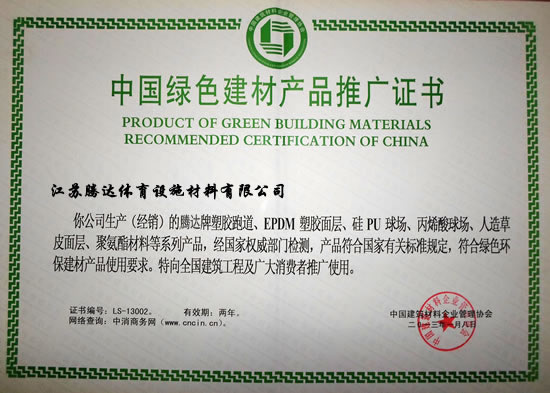 中国绿色建材产品推广证书
PRODUCT OF GREEN BUILDING MATERIALS
RECOMMENDED CERTIFICATION OF CHINA
江苏腾达体育设施材料有限公司
你公司生产（经销）的腾达牌塑胶跑道、EPDM 塑胶面层、硅 PU 球场、丙烯酸球场、人造草
皮面层、聚氨酯材料等系列产品，经国家权威部门检测，产品符合国家有关标准规定，符合绿色环
保建材产品使用要求。特向全国建筑工程及广大消费者推广使用。
证书编号：LS-13002。 有效期：两年。
网络查询：中消商务网（www.cncin.cn）。
中国建筑材料企业管理协会